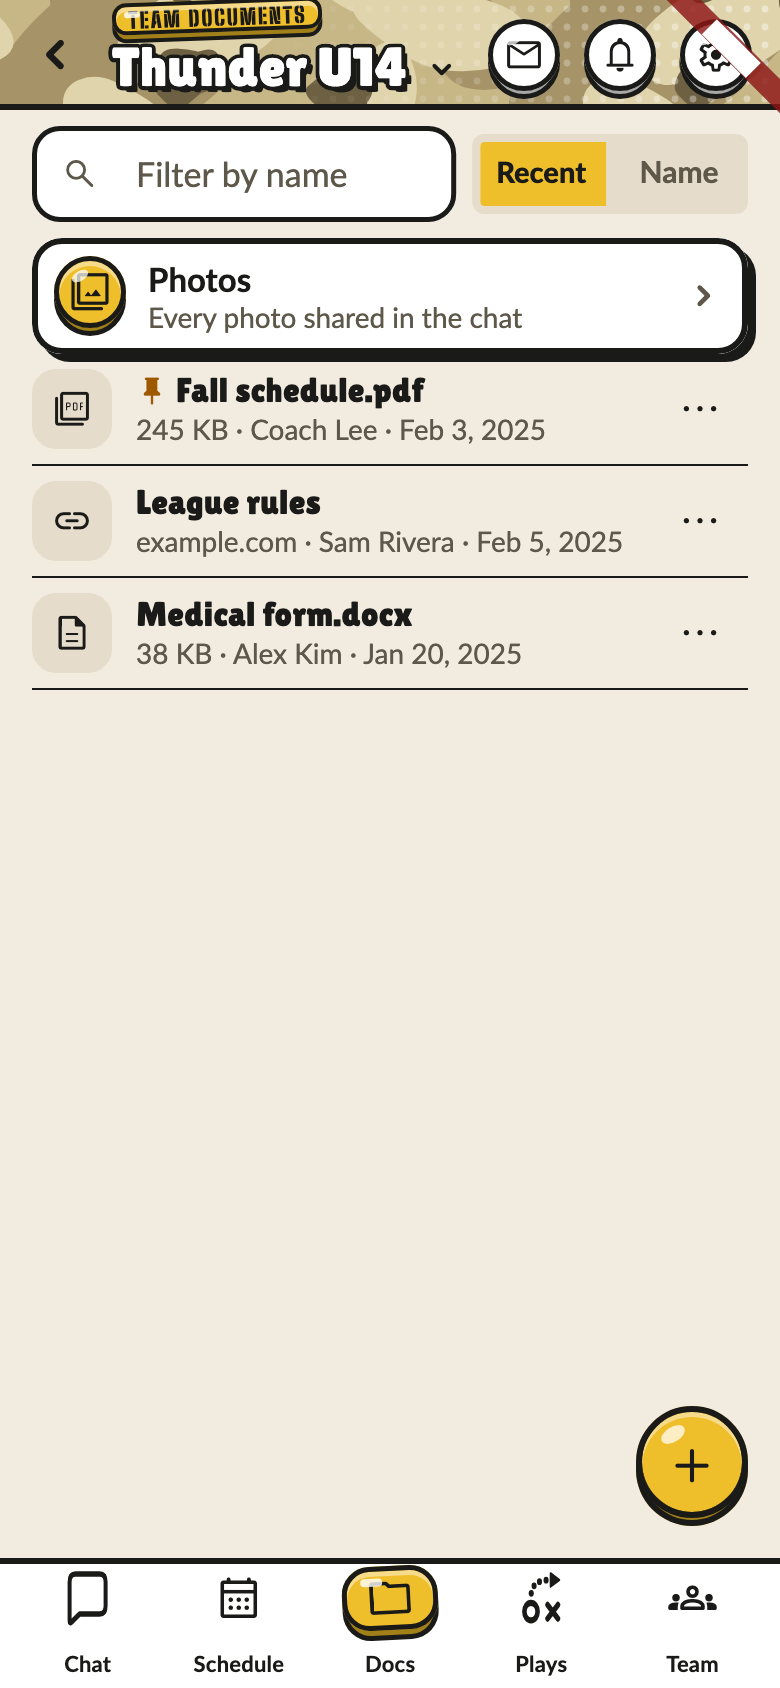 TEAM DOCUMENTS
Thunder U14
Filter by name
Recent
Name
Photos
Every photo shared in the chat
PDF
Fall schedule.pdf
245 KB · Coach Lee · Feb 3, 2025
League rules
example.com · Sam Rivera · Feb 5, 2025
Medical form.docx
38 KB · Alex Kim · Jan 20, 2025
Chat
Schedule
Docs
Plays
Team